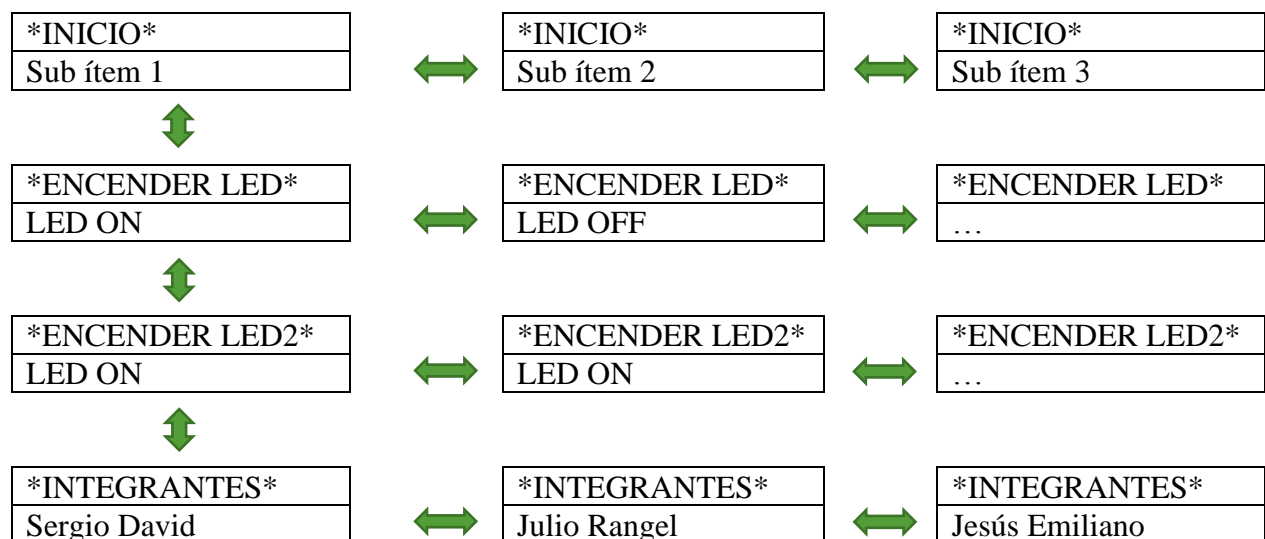 *INICIO*
Sub ítem 1
*INICIO*
Sub ítem 2
*INICIO*
Sub ítem 3
*ENCENDER LED*
LED ON
*ENCENDER LED*
LED OFF
*ENCENDER LED*
…
*ENCENDER LED2*
LED ON
*ENCENDER LED2*
LED ON
*ENCENDER LED2*
…
*INTEGRANTES*
Sergio David
*INTEGRANTES*
Julio Rangel
*INTEGRANTES*
Jesús Emiliano